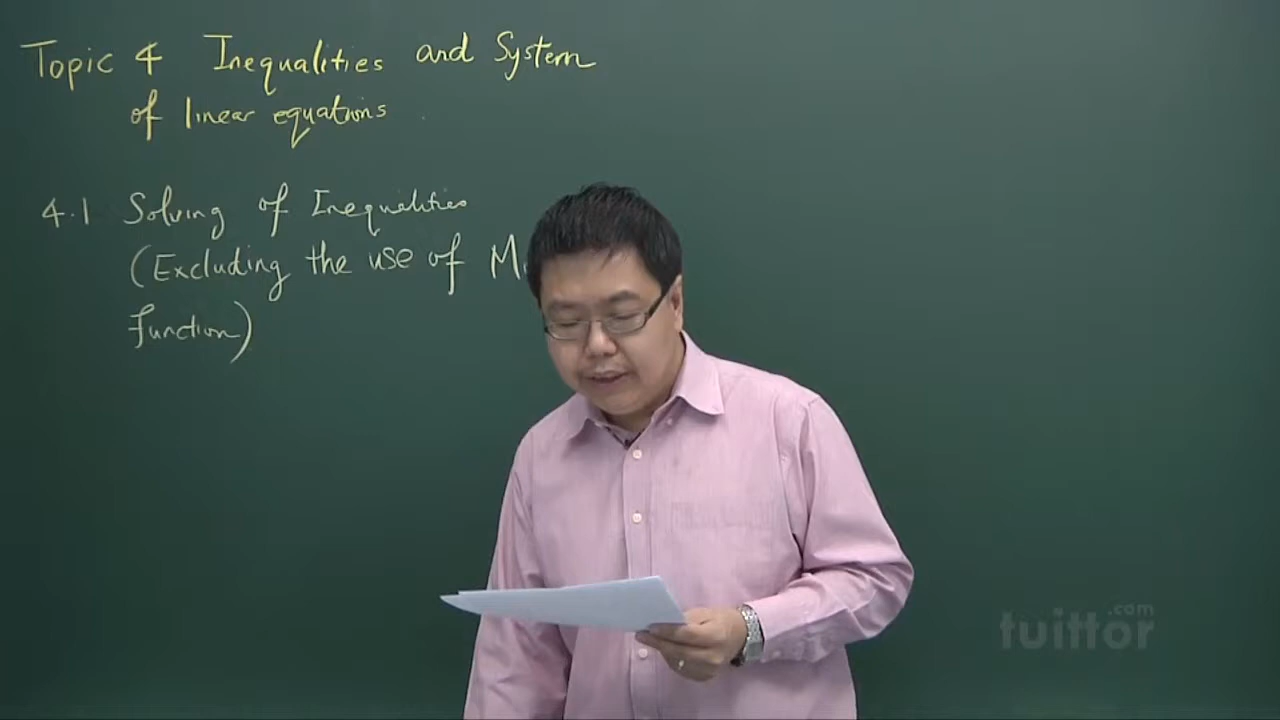 Topic 4 Inequalities and System
of linear equations
4.1 Solving of Inequalities
(Excluding the use of
function)
tuittor.com